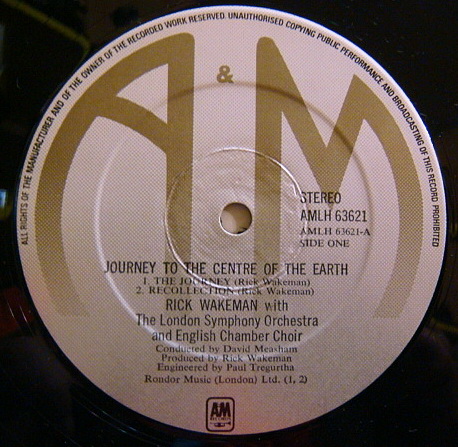 ALL RIGHTS OF THE MANUFACTURER AND OF THE OWNER OF THE RECORDED WORK RESERVED. UNAUTHORISED COPYING PUBLIC PERFORMANCE AND BROADCASTING OF THIS RECORD PROHIBITED
A & M
STEREO
AMLH 63621
AMLH 63621-A
SIDE ONE
JOURNEY TO THE CENTRE OF THE EARTH
1. THE JOURNEY (Rick Wakeman)
2. RECOLLECTION (Rick Wakeman)
RICK WAKEMAN with
The London Symphony Orchestra
and English Chamber Choir
Conducted by David Measham
Produced by Rick Wakeman
Engineered by Paul Tregurtha
Rondor Music (London) Ltd. (1, 2)
AM
RECORDS